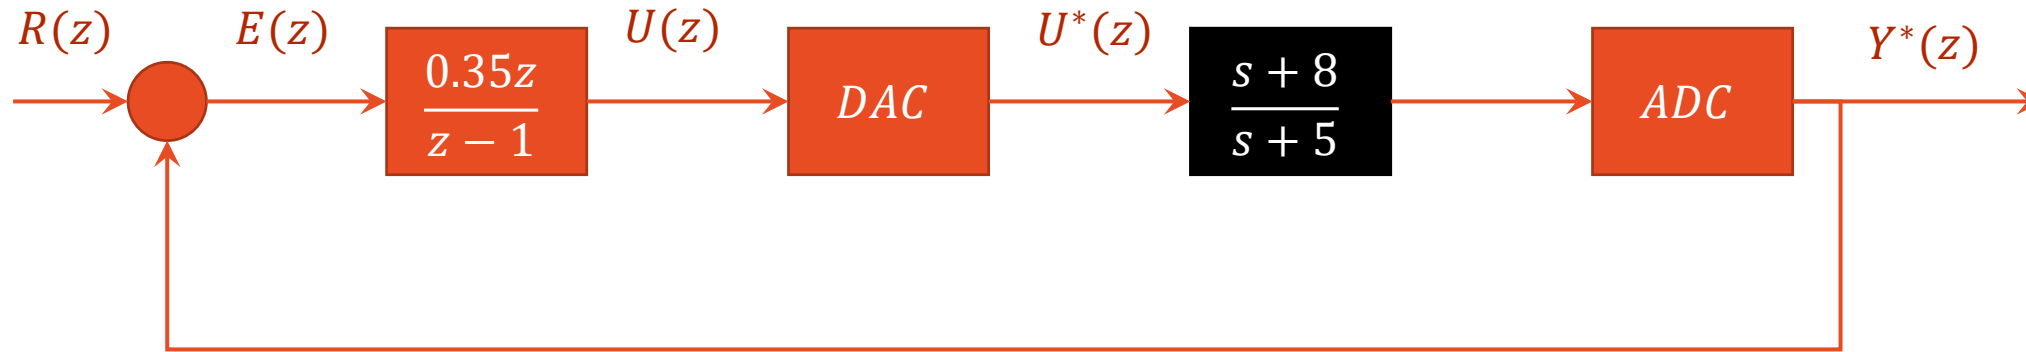 R(z)
E(z)
0.35z
z − 1
U(z)
DAC
U*(z)
s + 8
s + 5
ADC
Y*(z)